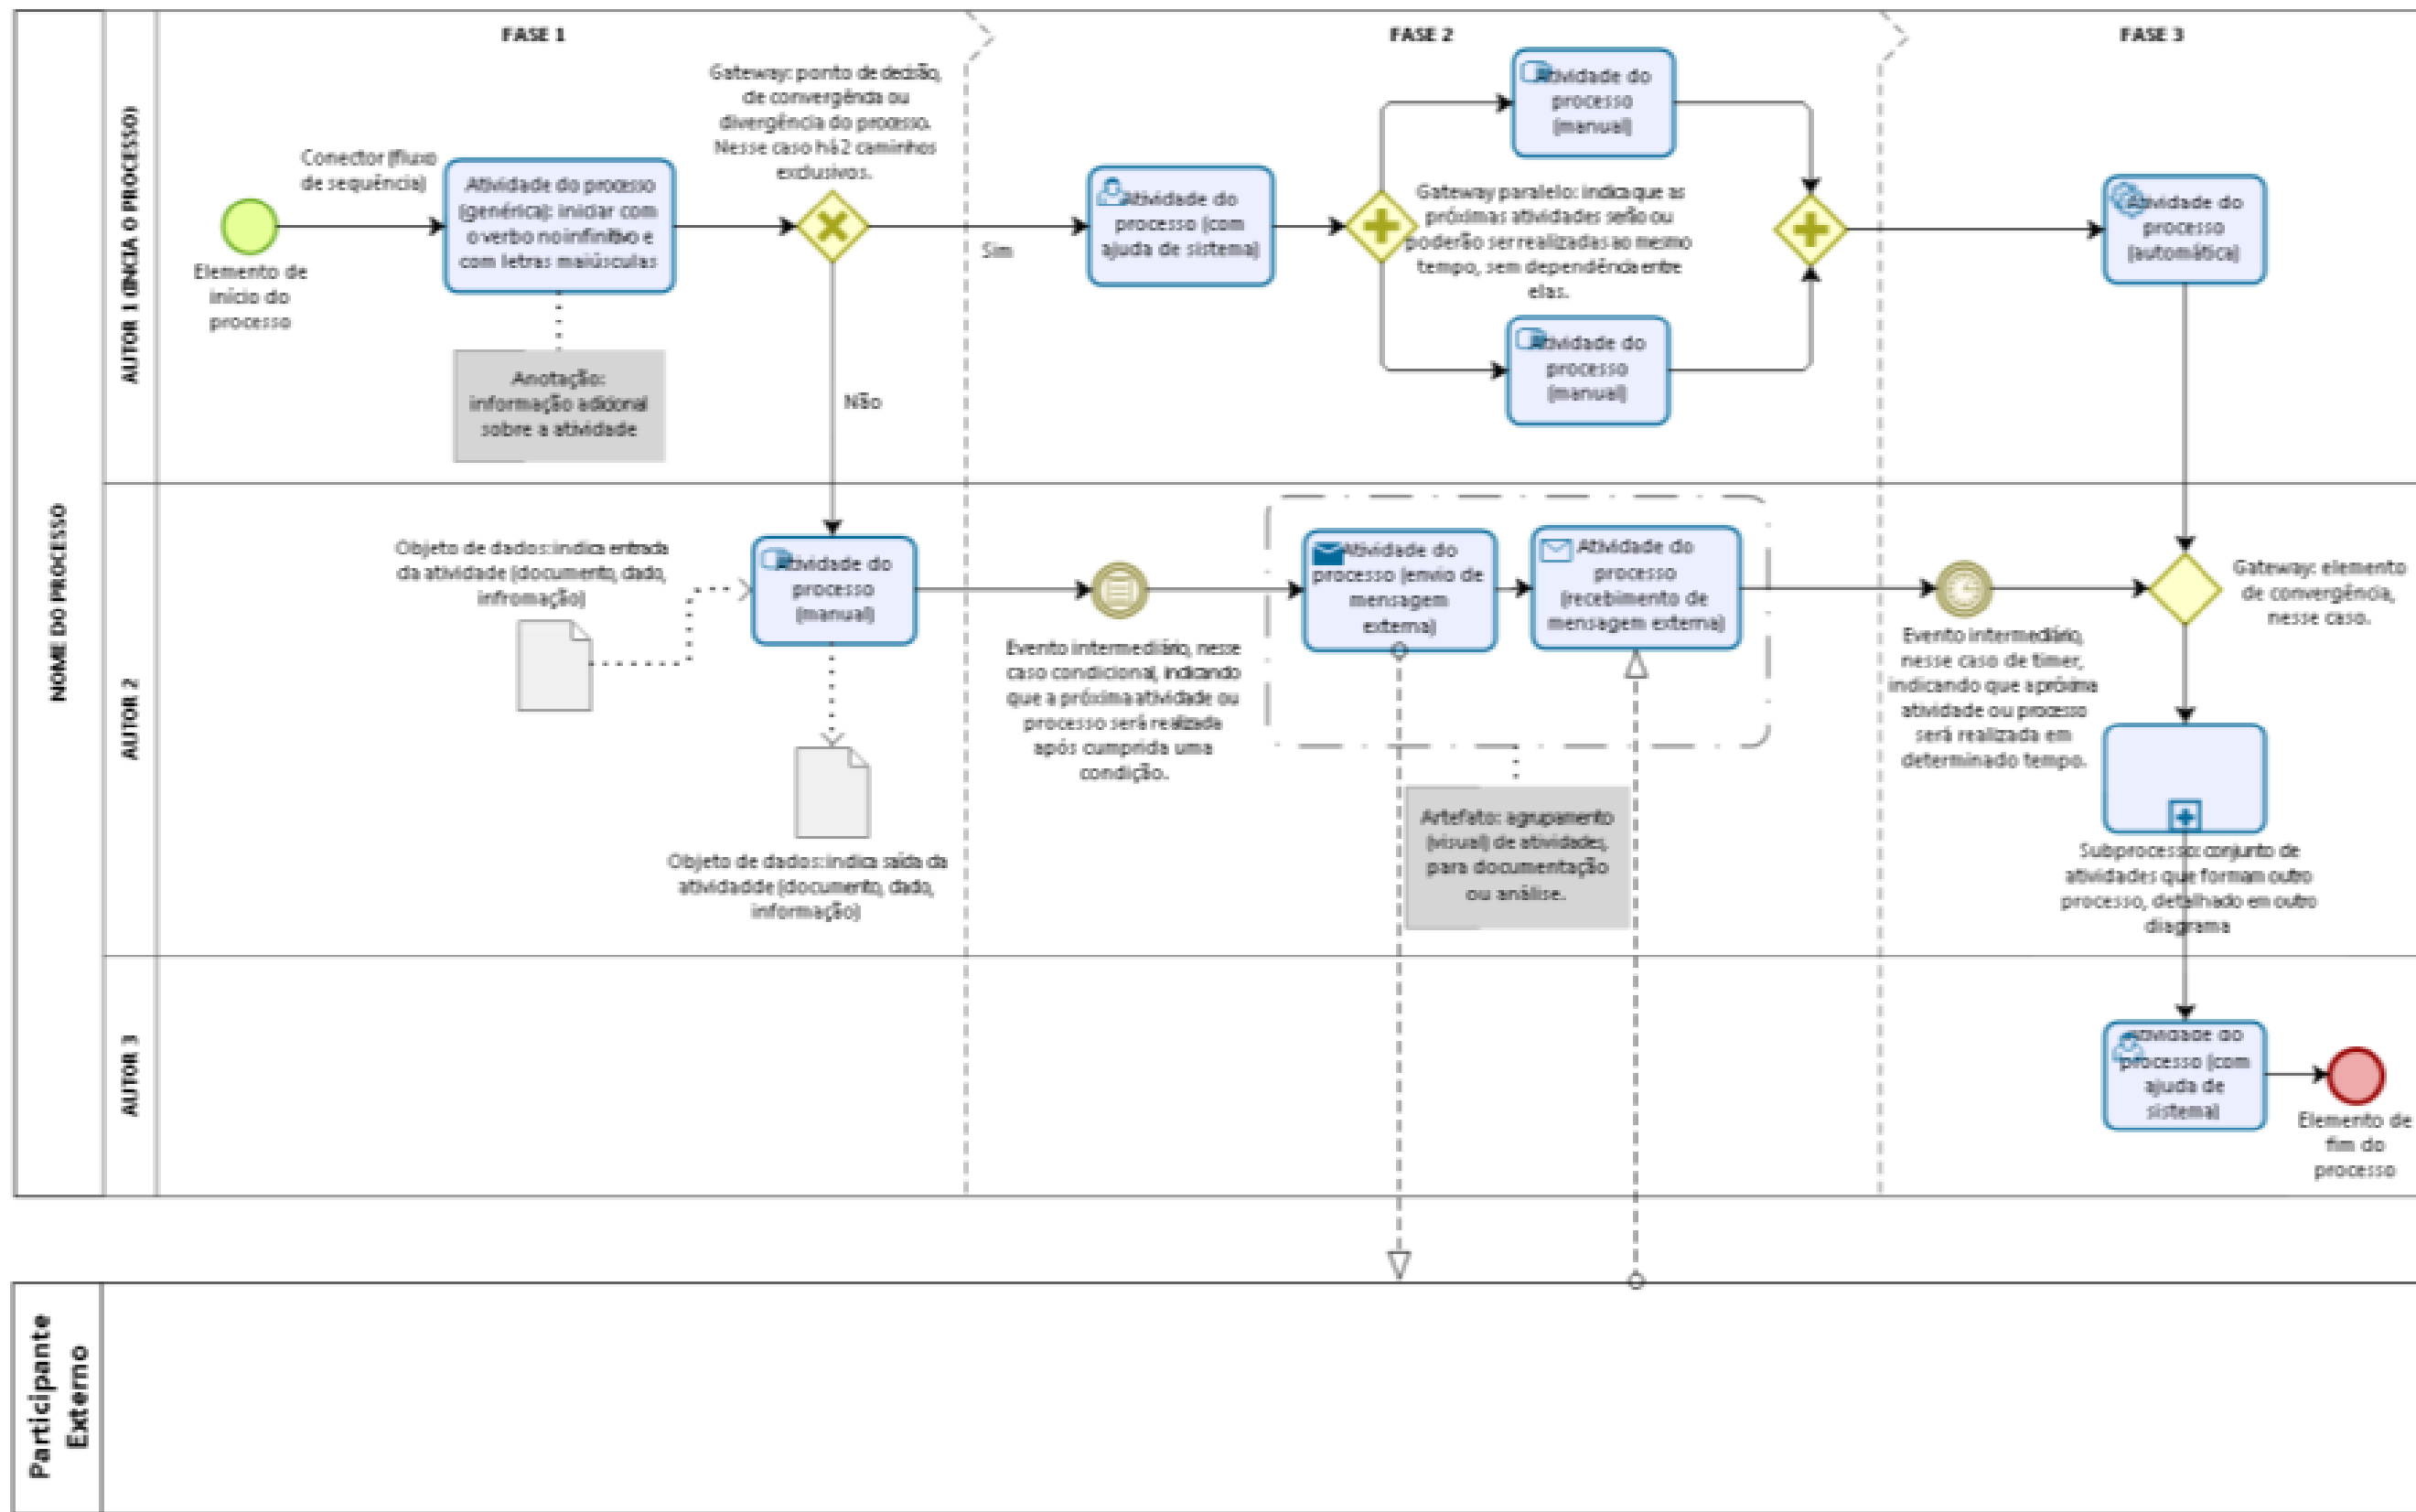 FASE 1
FASE 2
FASE 3
NOME DO PROCESSO
AUTOR 1 (INCIA O PROCESSO)
Elemento de
início do
processo
Conector (fluxo
de sequência)
Atividade do processo
(genérica): iniciar com
o verbo no infinitivo e
com letras maiúsculas
Anotação:
informação adicional
sobre a atividade
Gateway: ponto de decisão,
de convergência ou
divergência do processo.
Nesse caso há 2 caminhos
exclusivos.
Sim
Não
Atividade do
processo (com
ajuda de sistema)
Atividade do
processo
(manual)
Gateway paralelo: indica que as
próximas atividades serão ou
poderão ser realizadas ao mesmo
tempo, sem dependência entre
elas.
Atividade do
processo
(manual)
Atividade do
processo
(automática)
AUTOR 2
Objeto de dados: indica entrada
da atividade (documento, dado,
infromação)
Atividade do
processo
(manual)
Objeto de dados: indica saída da
atividadde (documento, dado,
informação)
Evento intermediário, nesse
caso condicional, indicando
que a próxima atividade ou
processo será realizada
após cumprida uma
condição.
Atividade do
processo (envio de
mensagem
externa)
Atividade do
processo
(recebimento de
mensagem externa)
Artefato: agrupamento
(visual) de atividades,
para documentação
ou análise.
Evento intermediário,
nesse caso de timer,
indicando que a próxima
atividade ou processo
será realizada em
determinado tempo.
Gateway: elemento
de convergência,
nesse caso.
Subprocesso: conjunto de
atividades que formam outro
processo, detalhado em outro
diagrama
AUTOR 3
Atividade do
processo (com
ajuda de
sistema)
Elemento de
fim do
processo
Participante
Externo